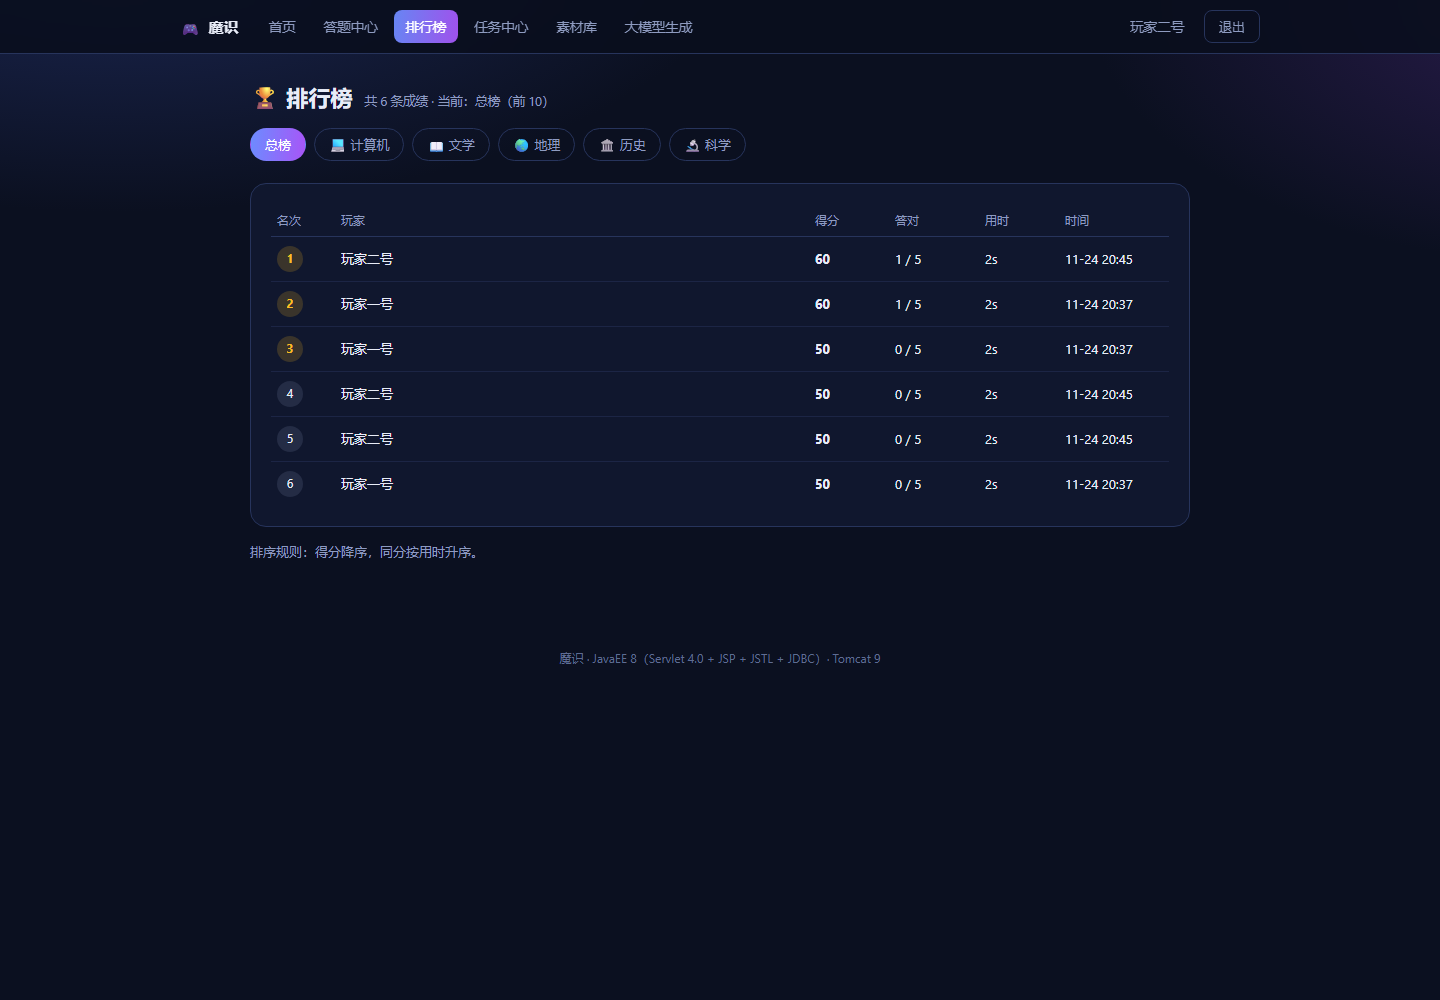 魔识 首页 答题中心 排行榜 任务中心 素材库 大模型生成 玩家二号 退出
排行榜 共 6 条成绩 · 当前：总榜（前 10）
总榜 计算机 文学 地理 历史 科学
名次 玩家 得分 答对 用时 时间
1 玩家二号 60 1 / 5 2s 11-24 20:45
2 玩家一号 60 1 / 5 2s 11-24 20:37
3 玩家一号 50 0 / 5 2s 11-24 20:37
4 玩家二号 50 0 / 5 2s 11-24 20:45
5 玩家二号 50 0 / 5 2s 11-24 20:45
6 玩家一号 50 0 / 5 2s 11-24 20:37
排序规则：得分降序，同分按用时升序。
魔识 · JavaEE 8（Servlet 4.0 + JSP + JSTL + JDBC）· Tomcat 9